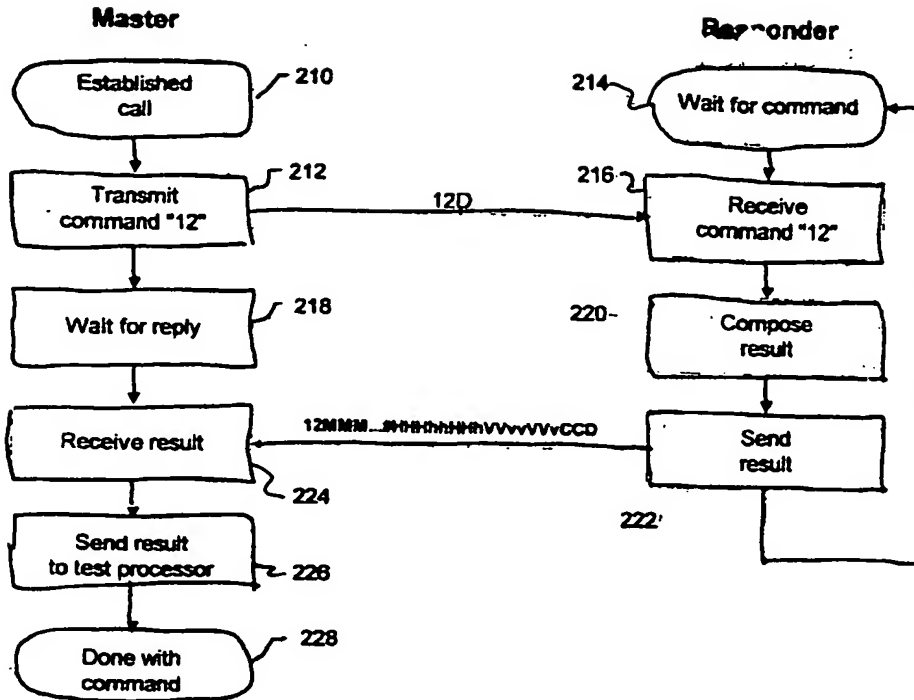 Master
Responder
Established
call
210
214
Wait for command
Transmit
command "12"
212
12D
216
Receive
command "12"
Wait for reply
218
220
Compose
result
Receive result
224
Send
result
222
Send result
to test processor
226
Done with
command
228